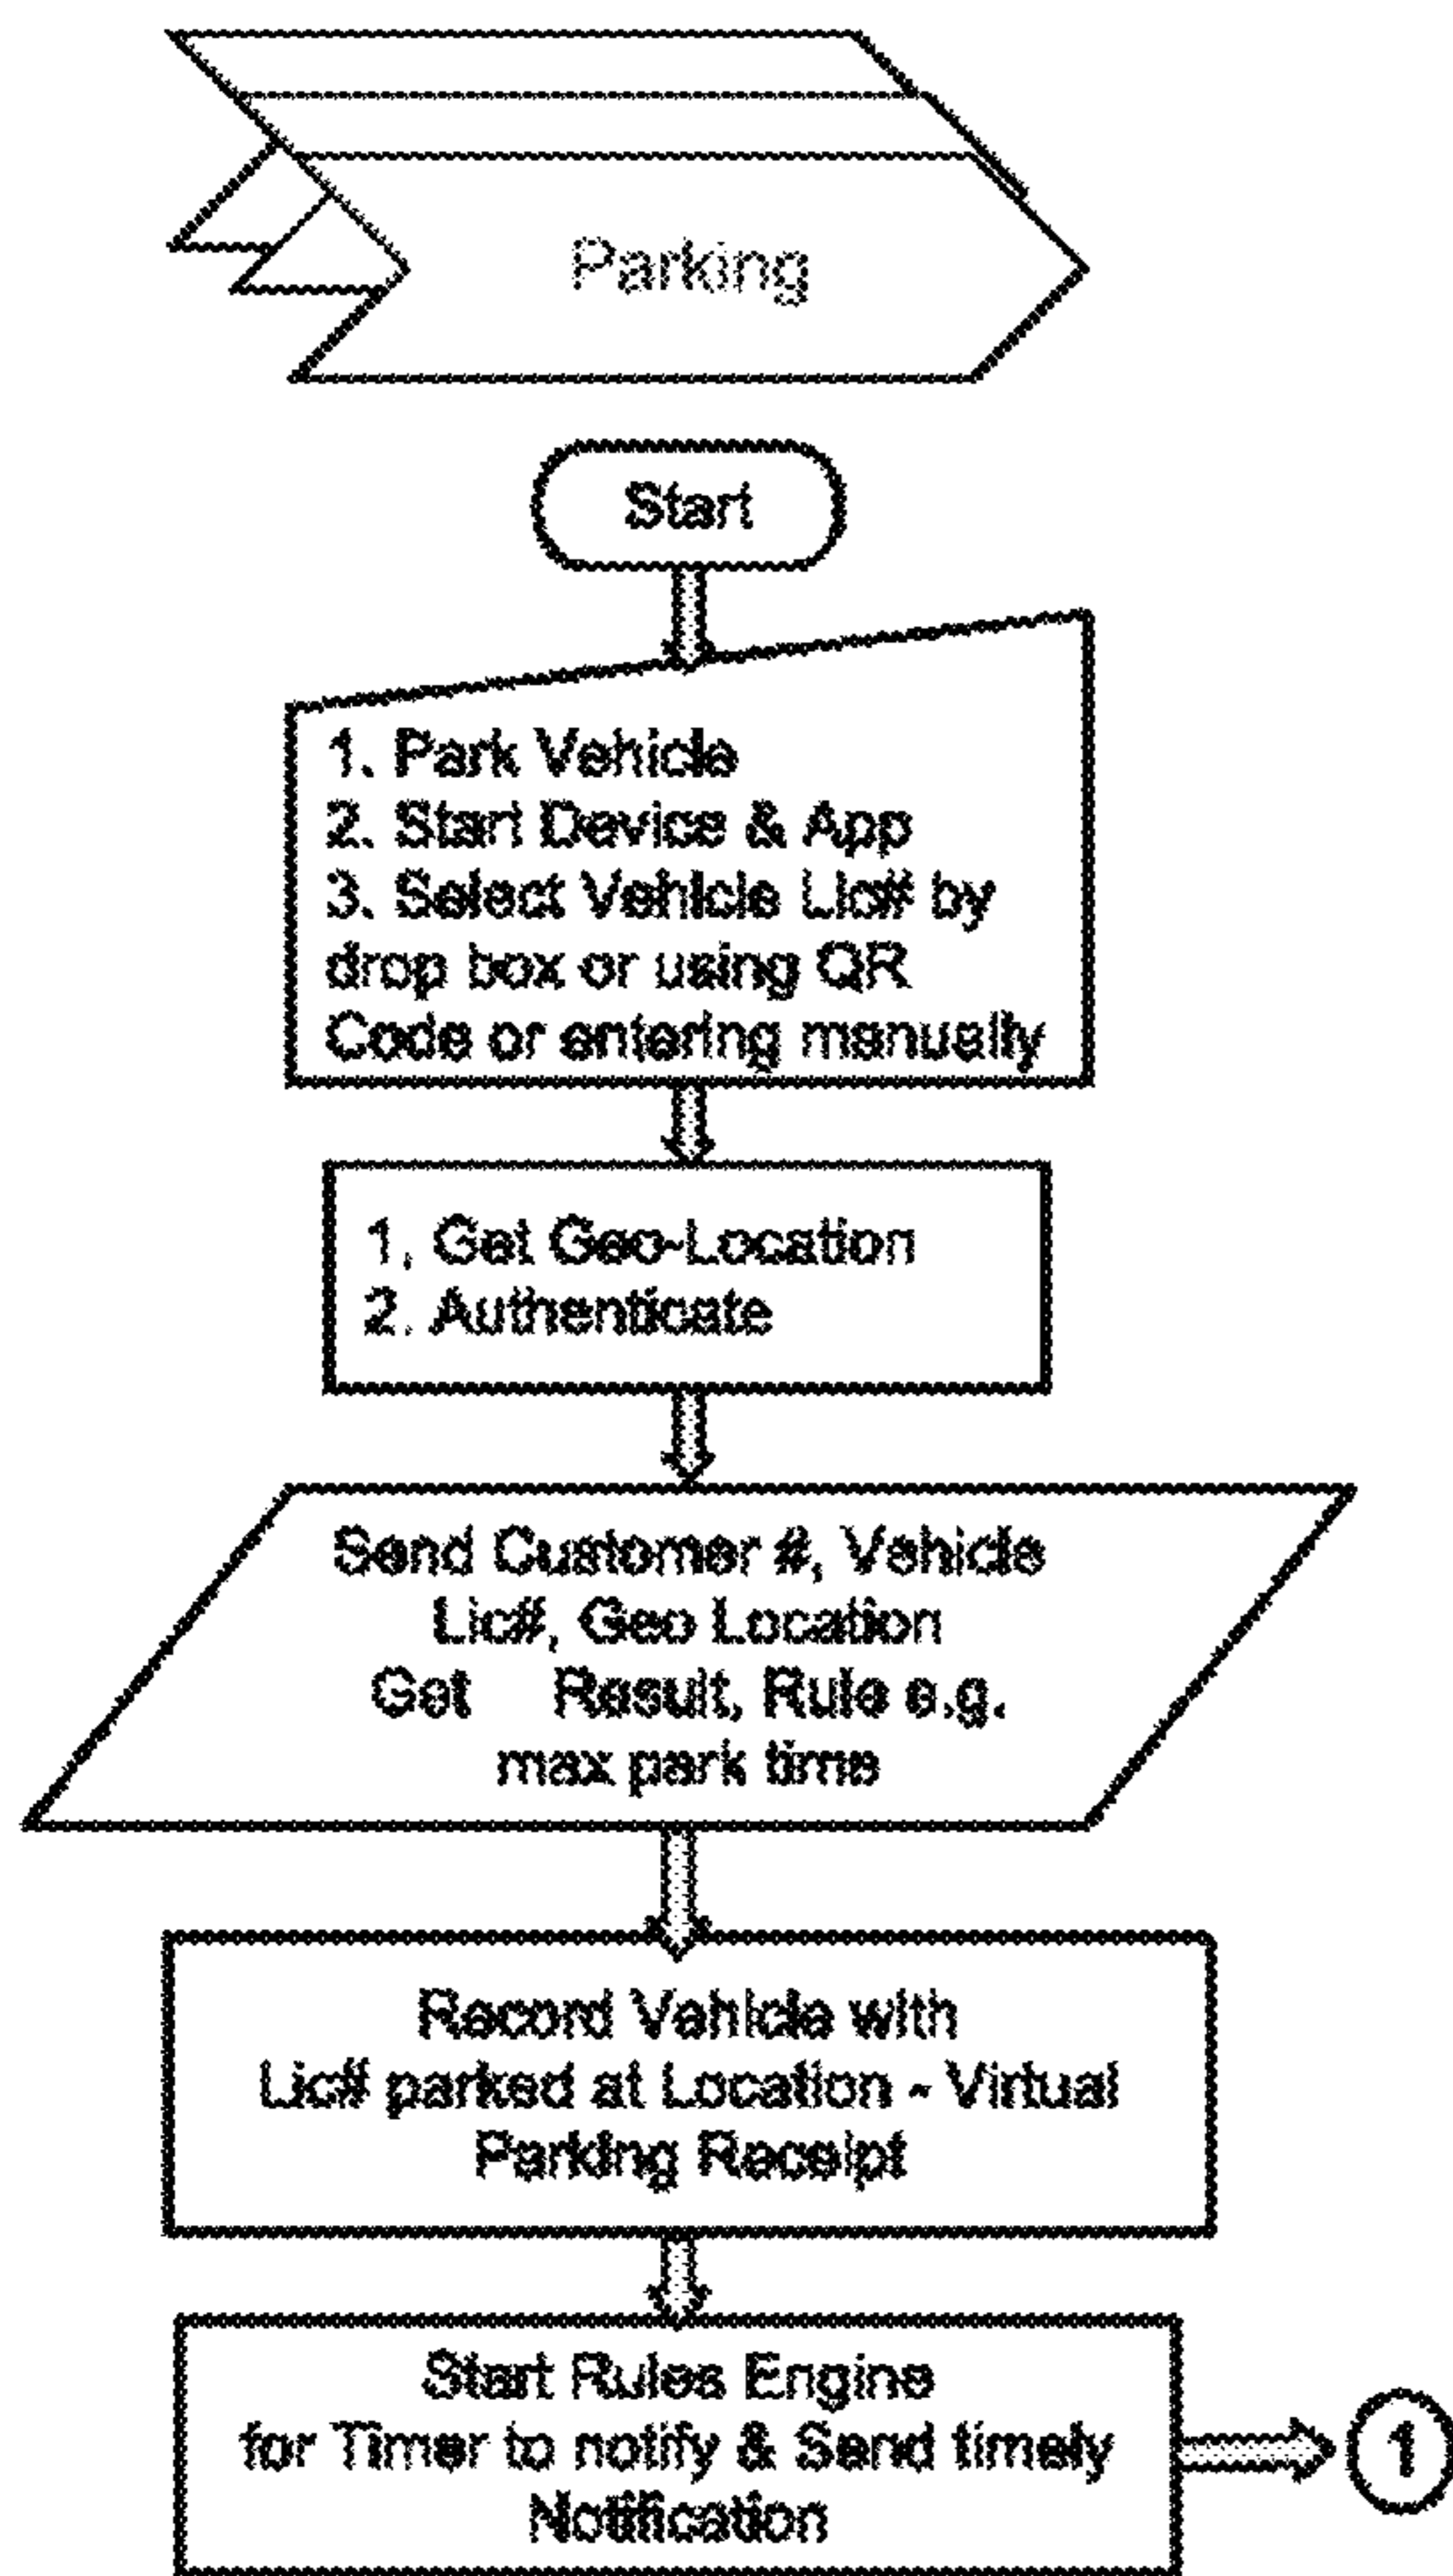 Parking
Start
1. Park Vehicle
2. Start Device & App
3. Select Vehicle Lic# by
drop box or using QR
Code or entering manually
1. Get Geo-Location
2. Authenticate
Send Customer #, Vehicle
Lic#, Geo Location
Get Result, Rule e.g.
max park time
Record Vehicle with
Lic# parked at Location - Virtual
Parking Receipt
Start Rules Engine
for Timer to notify & Send timely
Notification
1